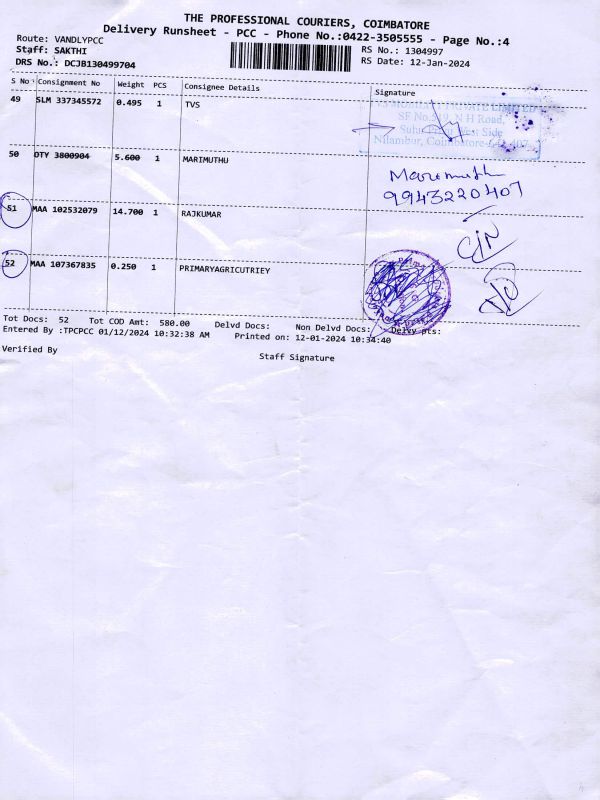 THE PROFESSIONAL COURIERS, COIMBATORE
Delivery Runsheet - PCC - Phone No.:0422-3505555 - Page No.:4
Route: VANDLYPCC
RS No.: 1304997
Staff: SAKTHI
RS Date: 12-Jan-2024
DRS No.: DCJB130499704
S No Consignment No Weight PCS Consignee Details Signature
49 SLM 337345572 0.495 1 TVS
SF No. N H Road,
West Side
Nilambur, Coimbatore
50 DTY 3800904 5.600 1 MARIMUTHU
Marimuth
9943220407
51 MAA 102532079 14.700 1 RAJKUMAR
52 MAA 107367835 0.250 1 PRIMARYAGRICUTRIEY
Tot Docs: 52 Tot COD Amt: 580.00 Delvd Docs: Non Delvd Docs: Delvy pts:
Entered By :TPCPCC 01/12/2024 10:32:38 AM Printed on: 12-01-2024 10:34:40
Verified By
Staff Signature